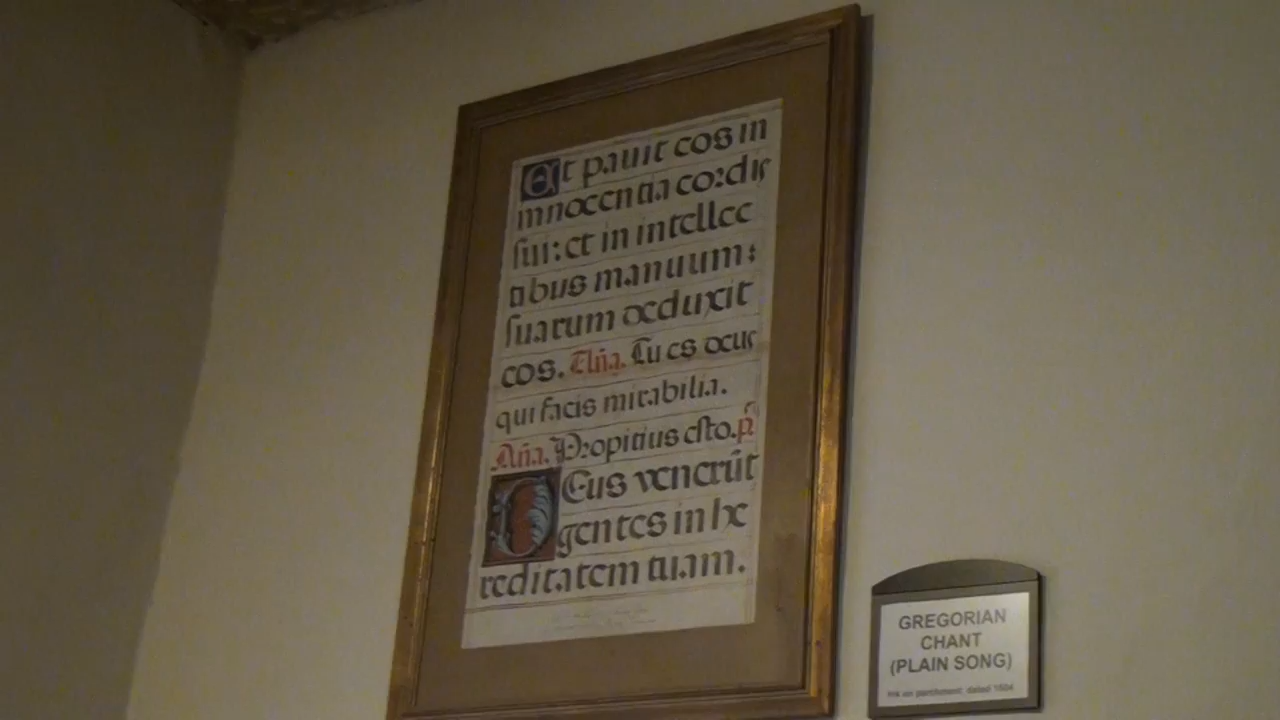 Et pavit eos in
innocentia cordis
sui: et in intellec
tibus manuum:
suarum deduxit
eos. Aña. Tu es deus
qui facis mirabilia.
Aña. Propitius esto. p̃
Deus venerũt
gentes in he
reditatem tuam.
GREGORIAN
CHANT
(PLAIN SONG)
Ink on parchment: dated